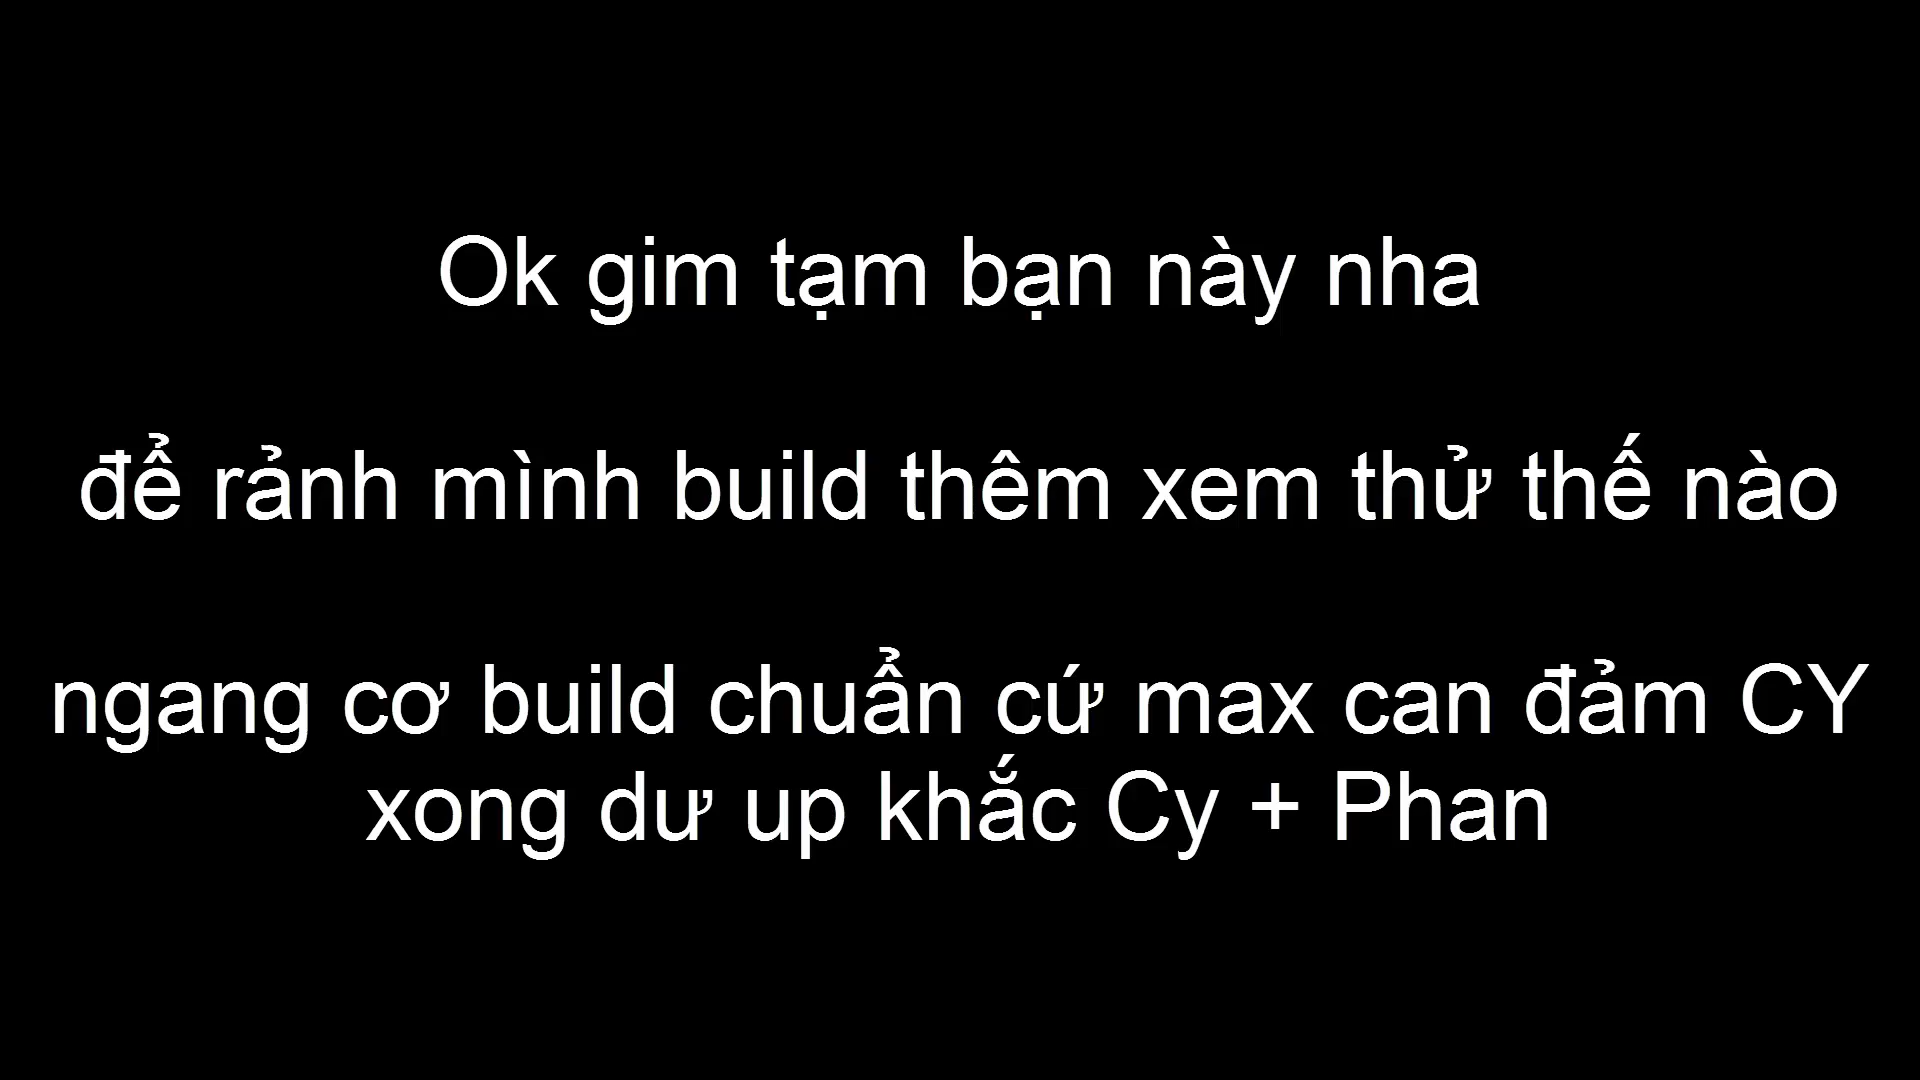 Ok gim tạm bạn này nha
để rảnh mình build thêm xem thử thế nào
ngang cơ build chuẩn cứ max can đảm CY
xong dư up khắc Cy + Phan